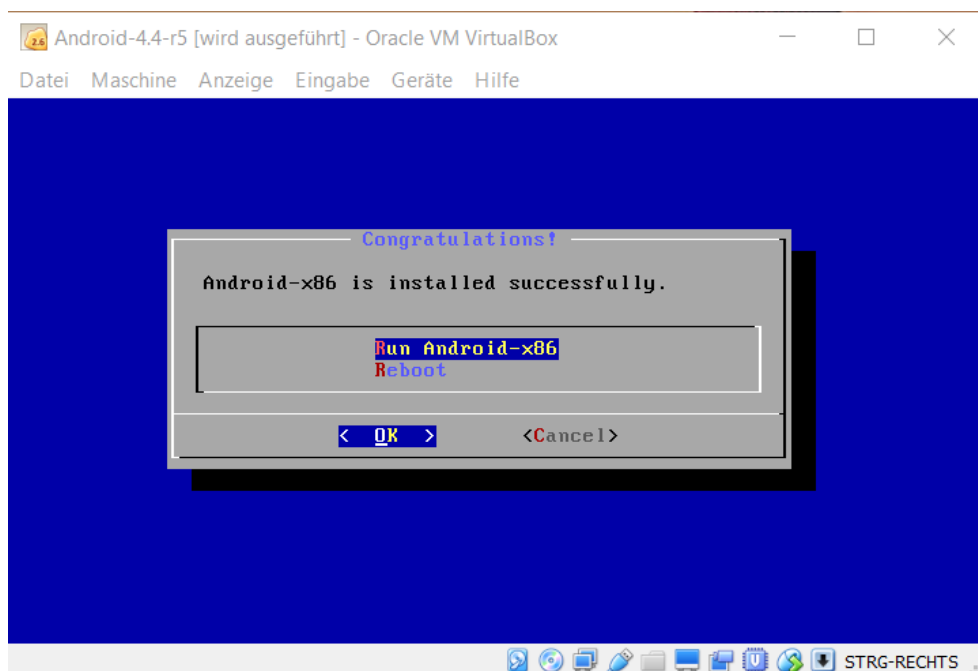 Android-4.4-r5 [wird ausgeführt] - Oracle VM VirtualBox
Datei Maschine Anzeige Eingabe Geräte Hilfe
Congratulations!
Android-x86 is installed successfully.
Run Android-x86
Reboot
< OK > <Cancel>
STRG-RECHTS